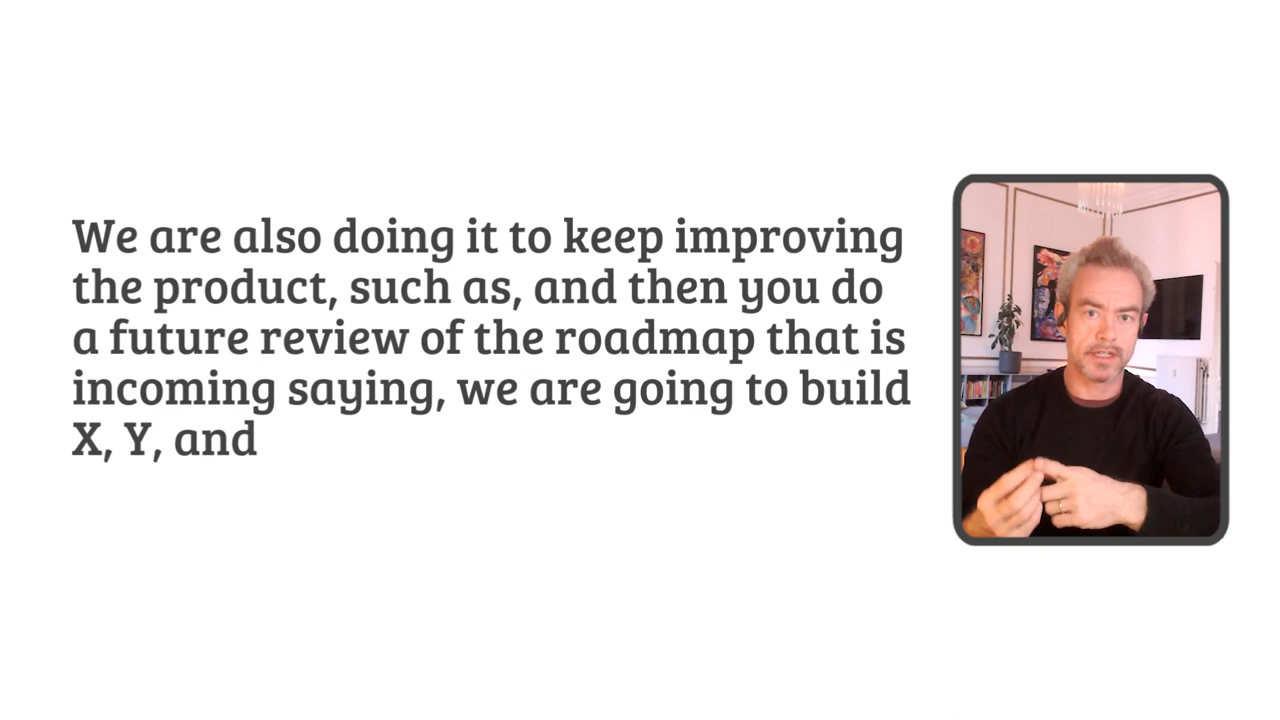 We are also doing it to keep improving
the product, such as, and then you do
a future review of the roadmap that is
incoming saying, we are going to build
X, Y, and